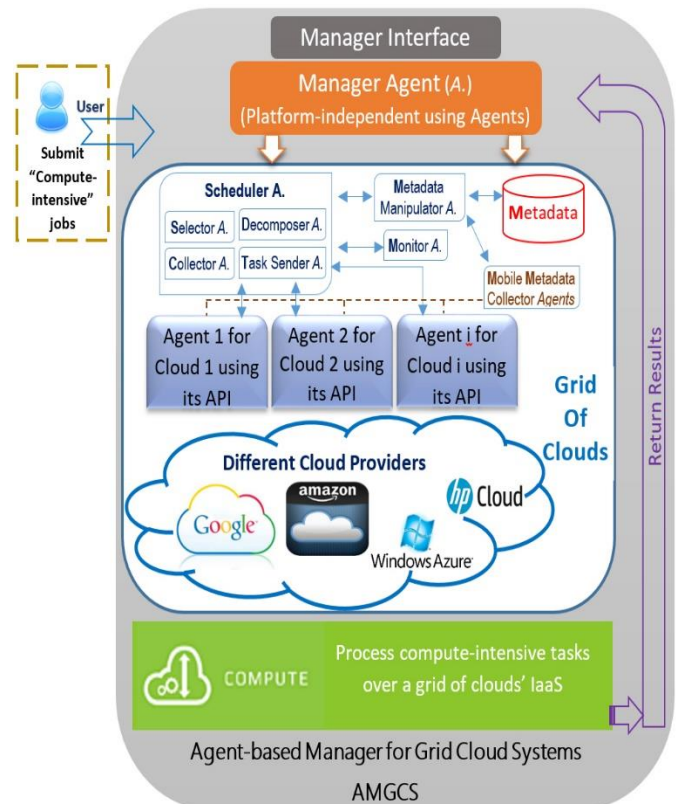 Manager Interface
Manager Agent (A.)
(Platform-independent using Agents)
User
Submit
“Compute-
intensive”
jobs
Scheduler A.
Selector A.
Decomposer A.
Collector A.
Task Sender A.
Metadata
Manipulator A.
Metadata
Monitor A.
Mobile Metadata
Collector Agents
Agent 1 for
Cloud 1 using
its API
Agent 2 for
Cloud 2 using
its API
Agent i for
Cloud i using
its API
Grid
Of
Clouds
Return Results
Different Cloud Providers
Google
amazon
Windows Azure
hp Cloud
COMPUTE
Process compute-intensive tasks
over a grid of clouds’ IaaS
Agent-based Manager for Grid Cloud Systems
AMGCS